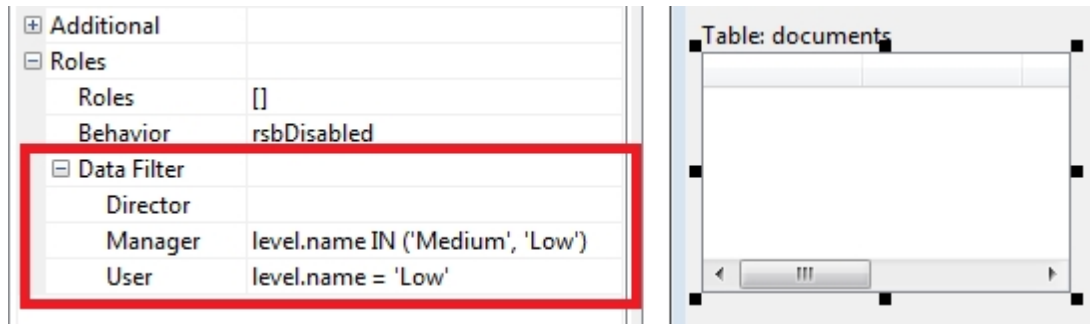 Additional
Roles
Roles []
Behavior rsbDisabled
Data Filter
Director
Manager level.name IN ('Medium', 'Low')
User level.name = 'Low'
Table: documents